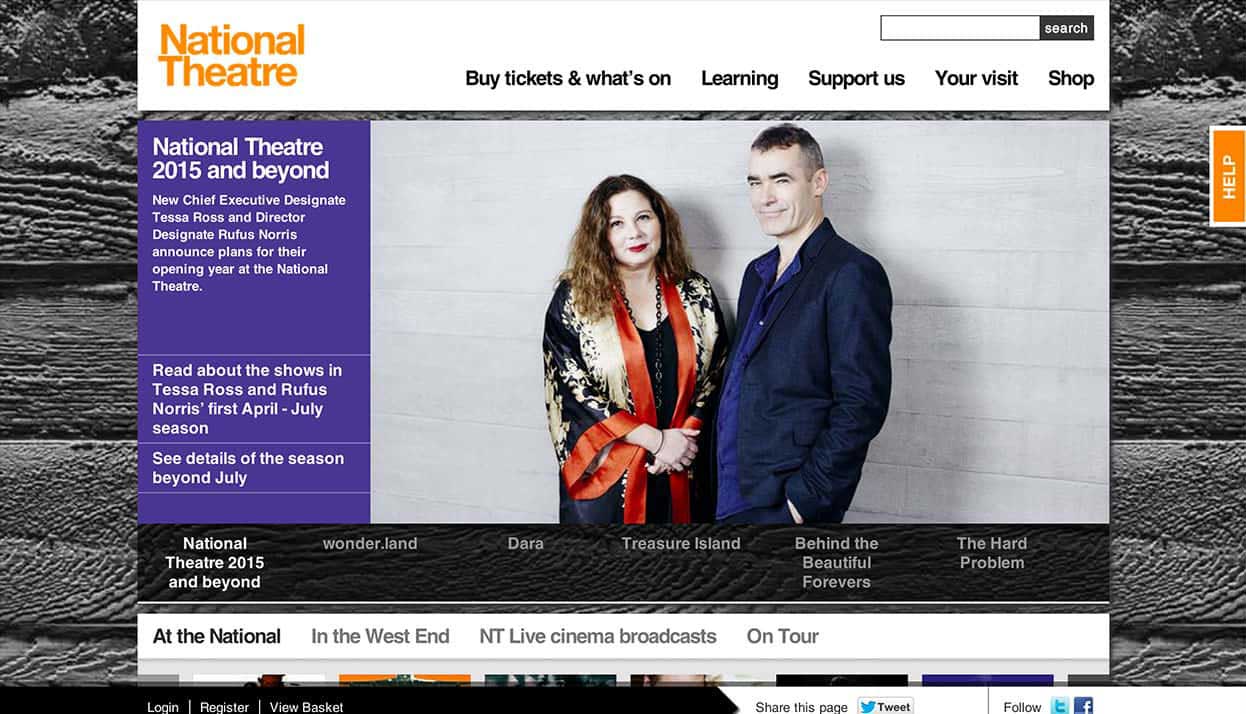 National
Theatre
search
Buy tickets & what's on
Learning
Support us
Your visit
Shop
National Theatre
2015 and beyond
New Chief Executive Designate
Tessa Ross and Director
Designate Rufus Norris
announce plans for their
opening year at the National
Theatre.
Read about the shows in
Tessa Ross and Rufus
Norris’ first April - July
season
See details of the season
beyond July
HELP
National
Theatre 2015
and beyond
wonder.land
Dara
Treasure Island
Behind the
Beautiful
Forevers
The Hard
Problem
At the National
In the West End
NT Live cinema broadcasts
On Tour
Login
Register
View Basket
Share this page
Tweet
Follow